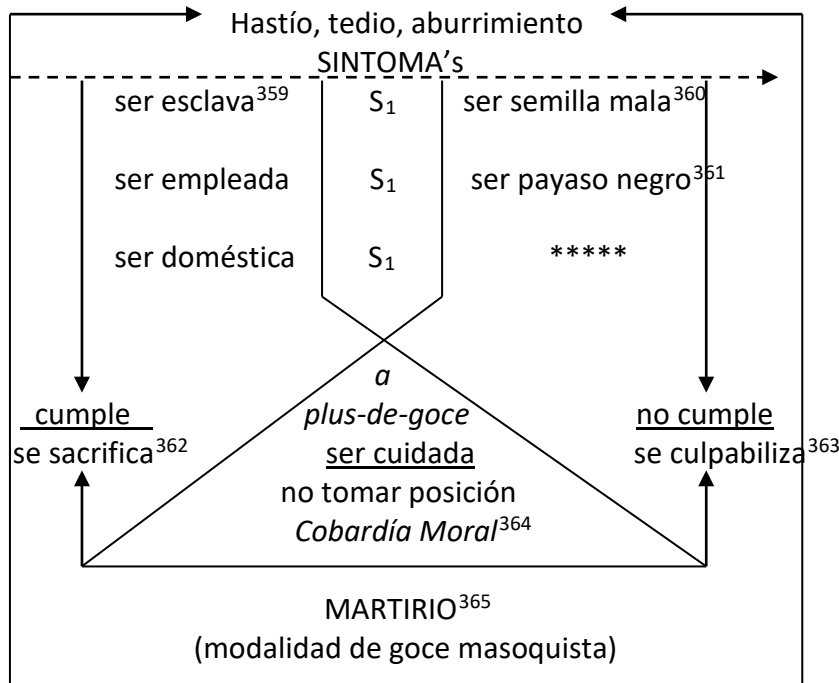 Hastío, tedio, aburrimiento
SINTOMA’s
ser esclava³⁵⁹ S₁ ser semilla mala³⁶⁰
ser empleada S₁ ser payaso negro³⁶¹
ser doméstica S₁ *****
a
cumple plus-de-goce no cumple
se sacrifica³⁶² ser cuidada se culpabiliza³⁶³
no tomar posición
Cobardía Moral³⁶⁴
MARTIRIO³⁶⁵
(modalidad de goce masoquista)